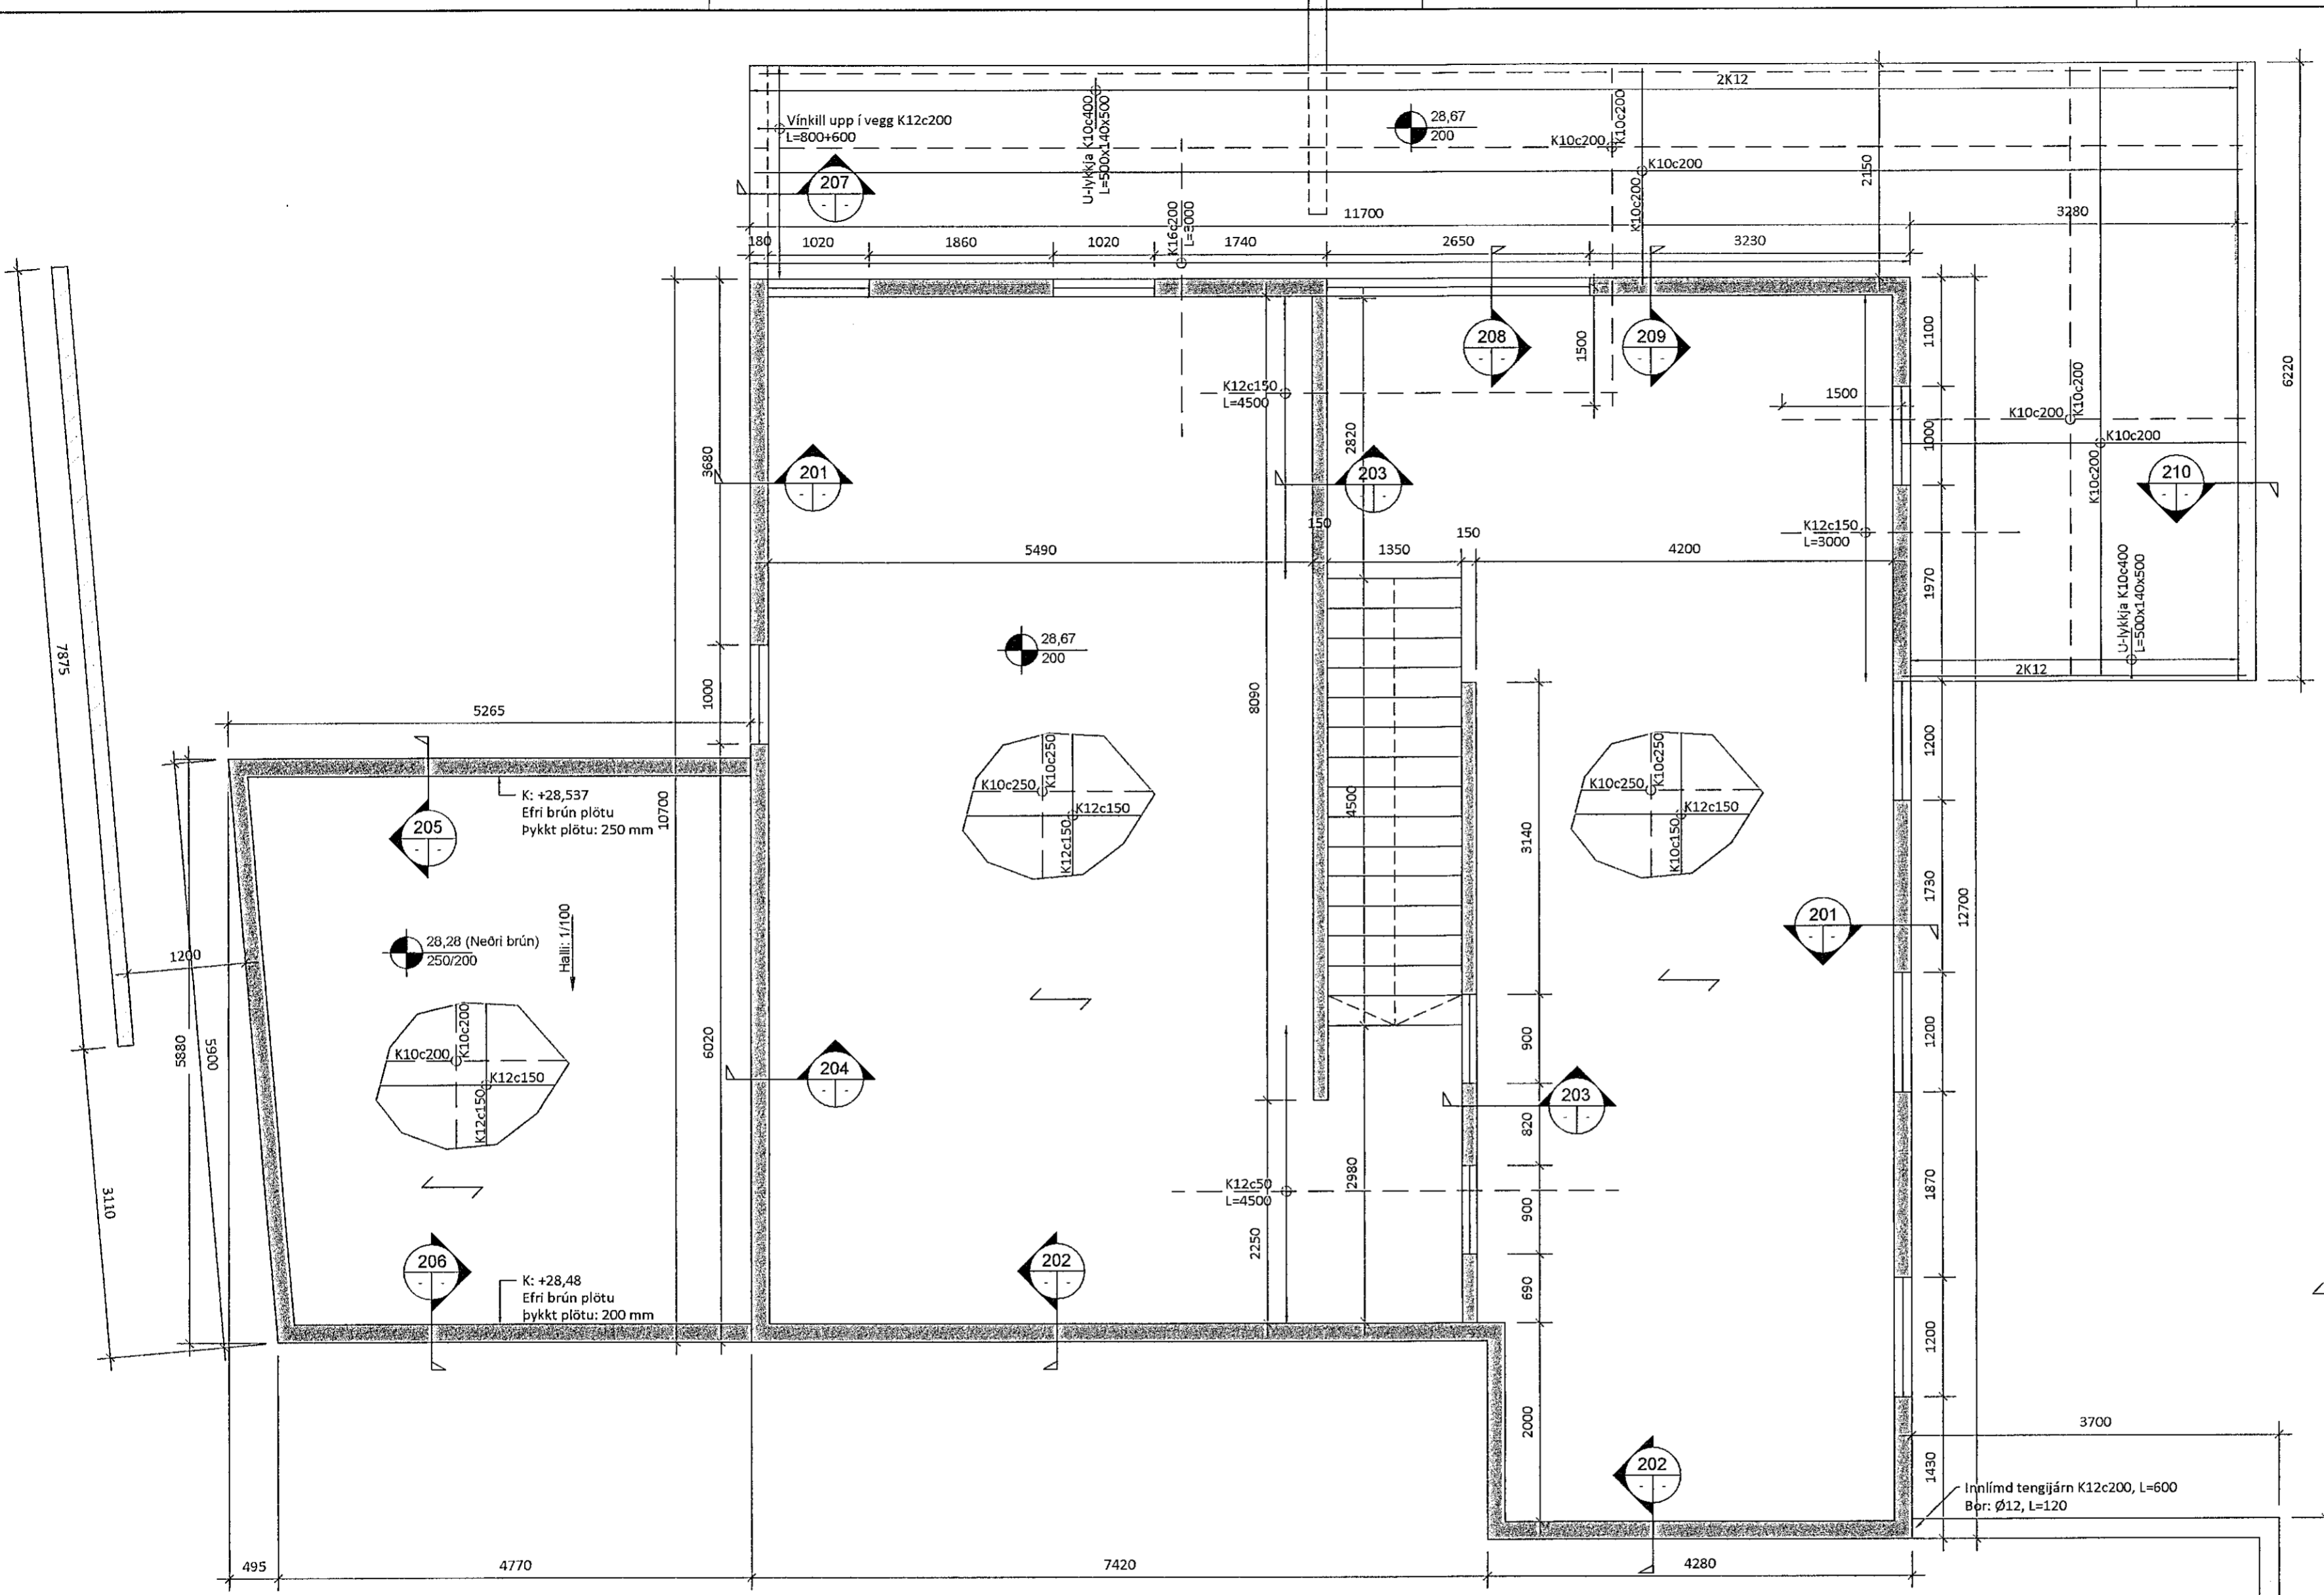 2K12
Vínkill upp í vegg K12c200
L=800+600
U-lykkja K10c400
L=500x140x500
28,67
200
K10c200
K10c200
K10c200
K10c200
2150
207
- -
11700
3280
180
1020
1860
1020
K16c200
L=3000
1740
2650
3230
208
- -
209
- -
1500
1100
6220
K12c150
L=4500
1500
K10c200
K10c200
K10c200
K10c200
1000
2820
3680
201
- -
203
- -
210
- -
150
150
K12c150
L=3000
5490
1350
4200
1970
U-lykkja K10c400
L=500x140x500
2K12
28,67
200
7875
1000
8090
5265
1200
K10c250
K10c250
K12c150
K12c150
K10c250
K10c250
K12c150
K10c150
K: +28,537
Efri brún plötu
Þykkt plötu: 250 mm
10700
4500
205
- -
3140
1730
12700
201
- -
28,28 (Neðri brún)
250/200
Halli: 1/100
1200
5880
5900
6020
900
1200
K10c200
K10c200
K12c150
K12c150
204
- -
203
- -
820
3110
K12c50
L=4500
2980
900
1870
2250
206
- -
202
- -
K: +28,48
Efri brún plötu
Þykkt plötu: 200 mm
690
1200
2000
3700
202
- -
1430
Innlímd tengijárn K12c200, L=600
Bor: Ø12, L=120
495
4770
7420
4280